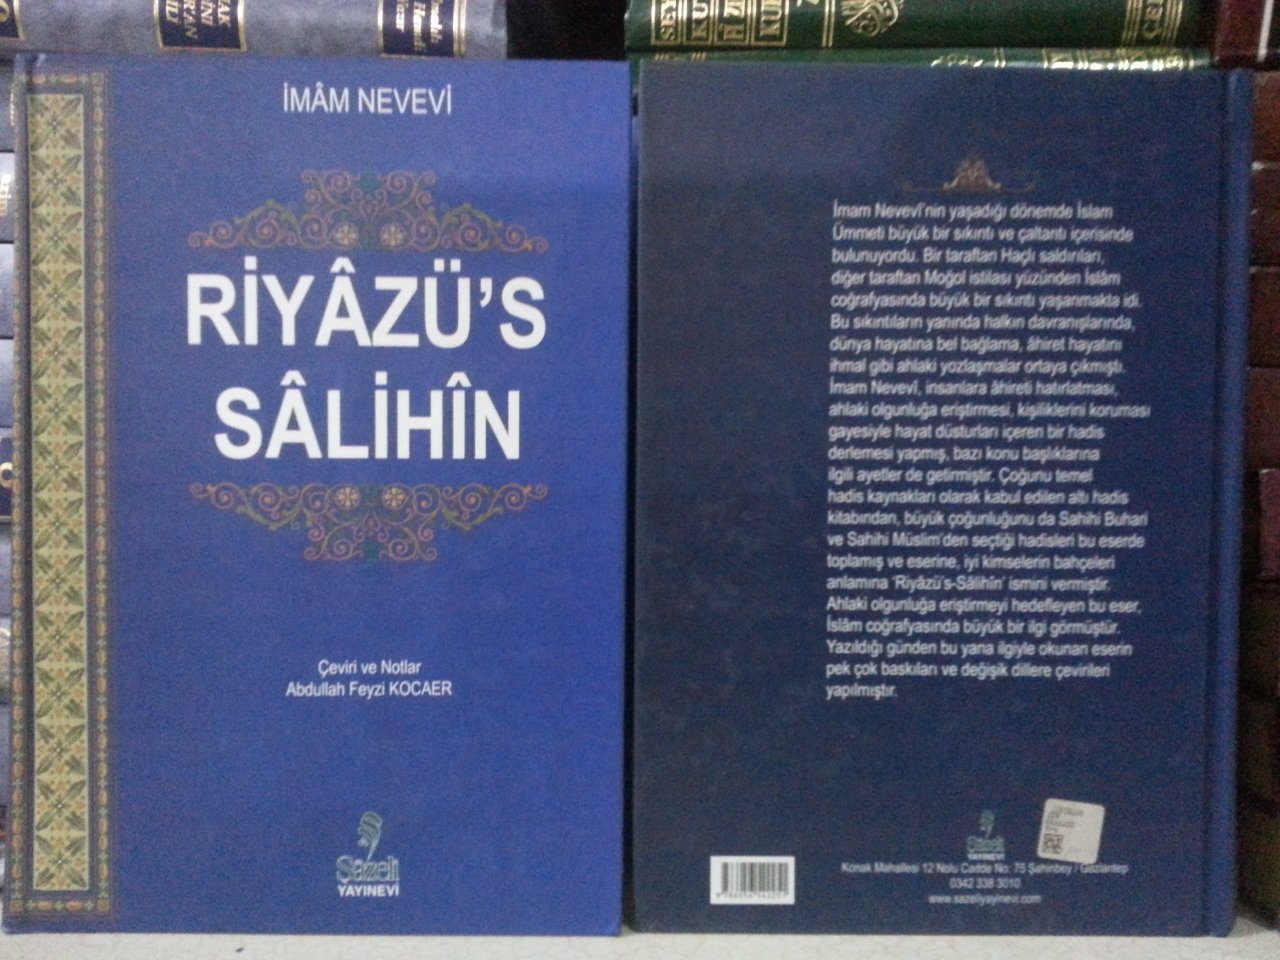 İMÂM NEVEVİ
RİYÂZÜ'S
SÂLİHÎN
Çeviri ve Notlar
Abdullah Feyzi KOCAER
Sazeli
YAYINEVİ
İmam Nevevî'nin yaşadığı dönemde İslam
Ümmeti büyük bir sıkıntı ve çaltantı içerisinde
bulunuyordu. Bir taraftan Haçlı saldırıları,
diğer taraftan Moğol istilası yüzünden İslâm
coğrafyasında büyük bir sıkıntı yaşanmakta idi.
Bu sıkıntıların yanında halkın davranışlarında,
dünya hayatına bel bağlama, âhiret hayatını
ihmal gibi ahlaki yozlaşmalar ortaya çıkmıştı.
İmam Nevevî, insanlara âhireti hatırlatması,
ahlaki olgunluğa eriştirmesi, kişiliklerini koruması
gayesiyle hayat düsturları içeren bir hadis
derlemesi yapmış, bazı konu başlıklarına
ilgili ayetler de getirmiştir. Çoğunu temel
hadis kaynakları olarak kabul edilen altı hadis
kitabından, büyük çoğunluğunu da Sahihi Buhari
ve Sahihi Müslim'den seçtiği hadisleri bu eserde
toplamış ve eserine, iyi kimselerin bahçeleri
anlamına 'Riyâzü's-Sâlihîn' ismini vermiştir.
Ahlaki olgunluğa eriştirmeyi hedefleyen bu eser,
İslâm coğrafyasında büyük bir ilgi görmüştür.
Yazıldığı günden bu yana ilgiyle okunan eserin
pek çok baskıları ve değişik dillere çevirileri
yapılmıştır.
YAYINEVİ
Konak Mahallesi 12 Nolu Cadde No: 75 Şahinbey / Gaziantep
0342 338 3010
www.sazeliyayinevi.com